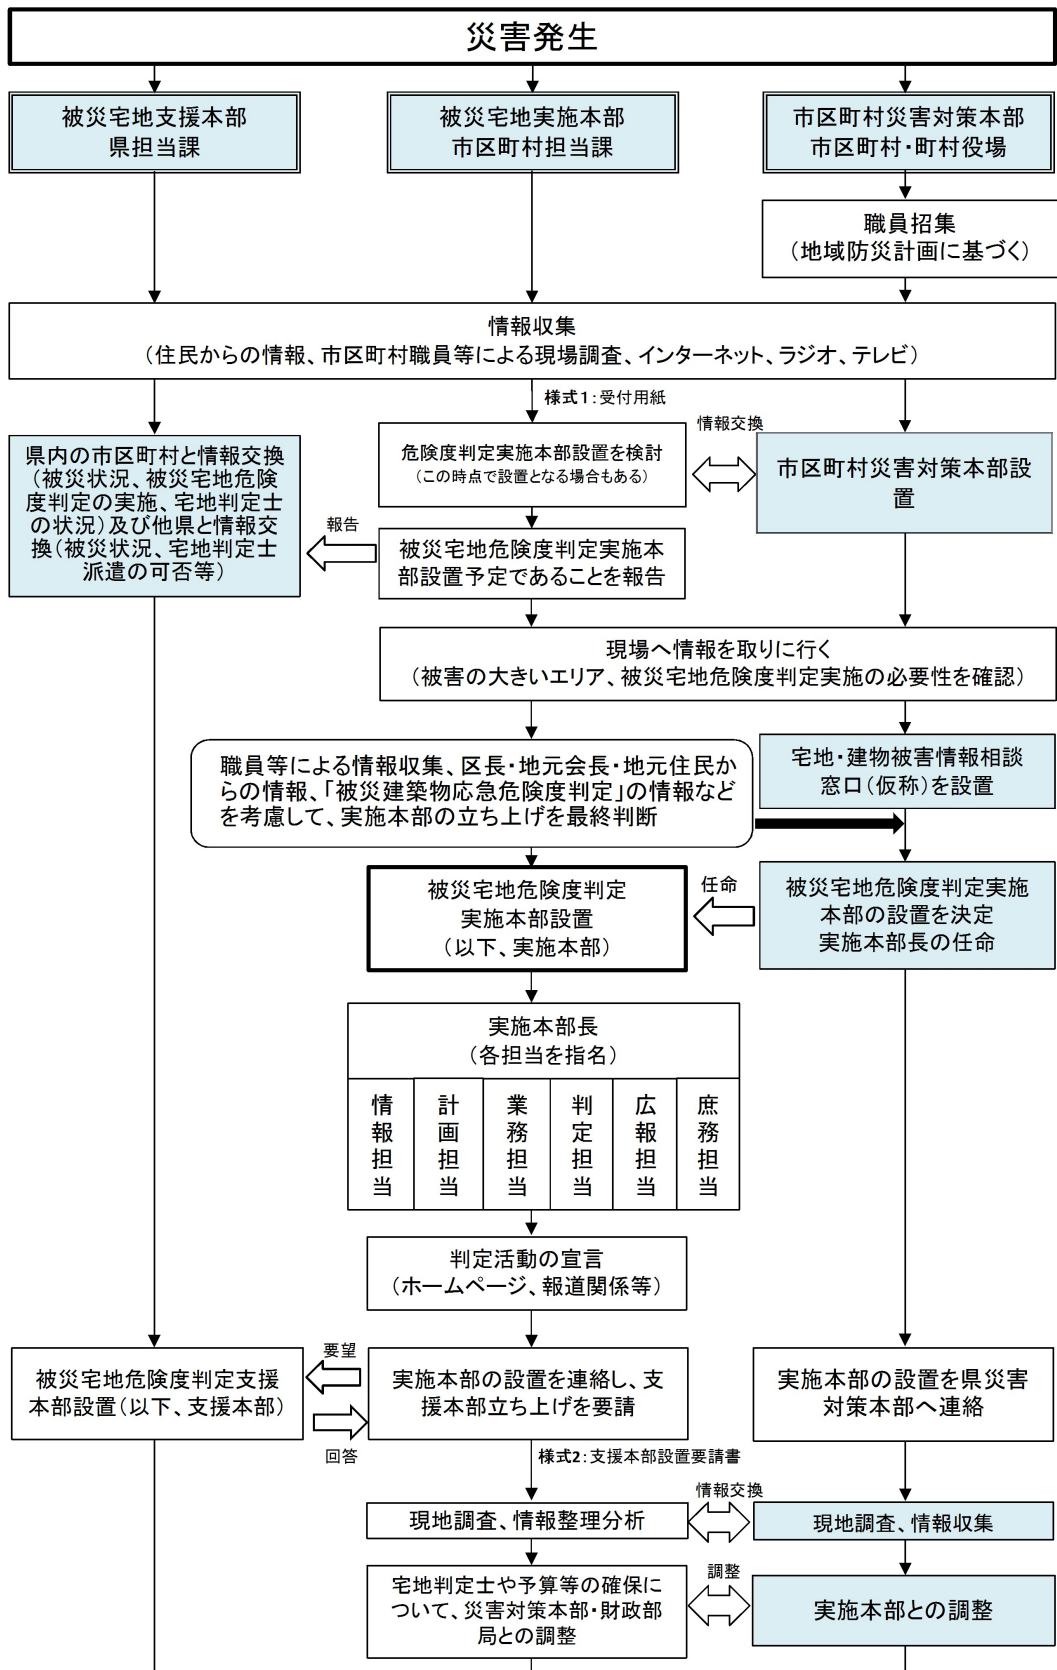 災害発生
被災宅地支援本部
県担当課
被災宅地実施本部
市区町村担当課
市区町村災害対策本部
市区町村・町村役場
職員招集
(地域防災計画に基づく)
情報収集
(住民からの情報、市区町村職員等による現場調査、インターネット、ラジオ、テレビ)
様式1:受付用紙
県内の市区町村と情報交換
(被災状況、被災宅地危険
度判定の実施、宅地判定士
の状況)及び他県と情報交
換(被災状況、宅地判定士
派遣の可否等)
危険度判定実施本部設置を検討
(この時点で設置となる場合もある)
情報交換
市区町村災害対策本部設
置
報告
被災宅地危険度判定実施本
部設置予定であることを報告
現場へ情報を取りに行く
(被害の大きいエリア、被災宅地危険度判定実施の必要性を確認)
職員等による情報収集、区長・地元会長・地元住民か
らの情報、「被災建築物応急危険度判定」の情報など
を考慮して、実施本部の立ち上げを最終判断
宅地・建物被害情報相談
窓口(仮称)を設置
被災宅地危険度判定
実施本部設置
(以下、実施本部)
任命
被災宅地危険度判定実施
本部の設置を決定
実施本部長の任命
実施本部長
(各担当を指名)
情報担当
計画担当
業務担当
判定担当
広報担当
庶務担当
判定活動の宣言
(ホームページ、報道関係等)
被災宅地危険度判定支援
本部設置(以下、支援本部)
要望
回答
実施本部の設置を連絡し、支
援本部立ち上げを要請
実施本部の設置を県災害
対策本部へ連絡
様式2:支援本部設置要請書
現地調査、情報整理分析
情報交換
現地調査、情報収集
宅地判定士や予算等の確保に
ついて、災害対策本部・財政部
局との調整
調整
実施本部との調整